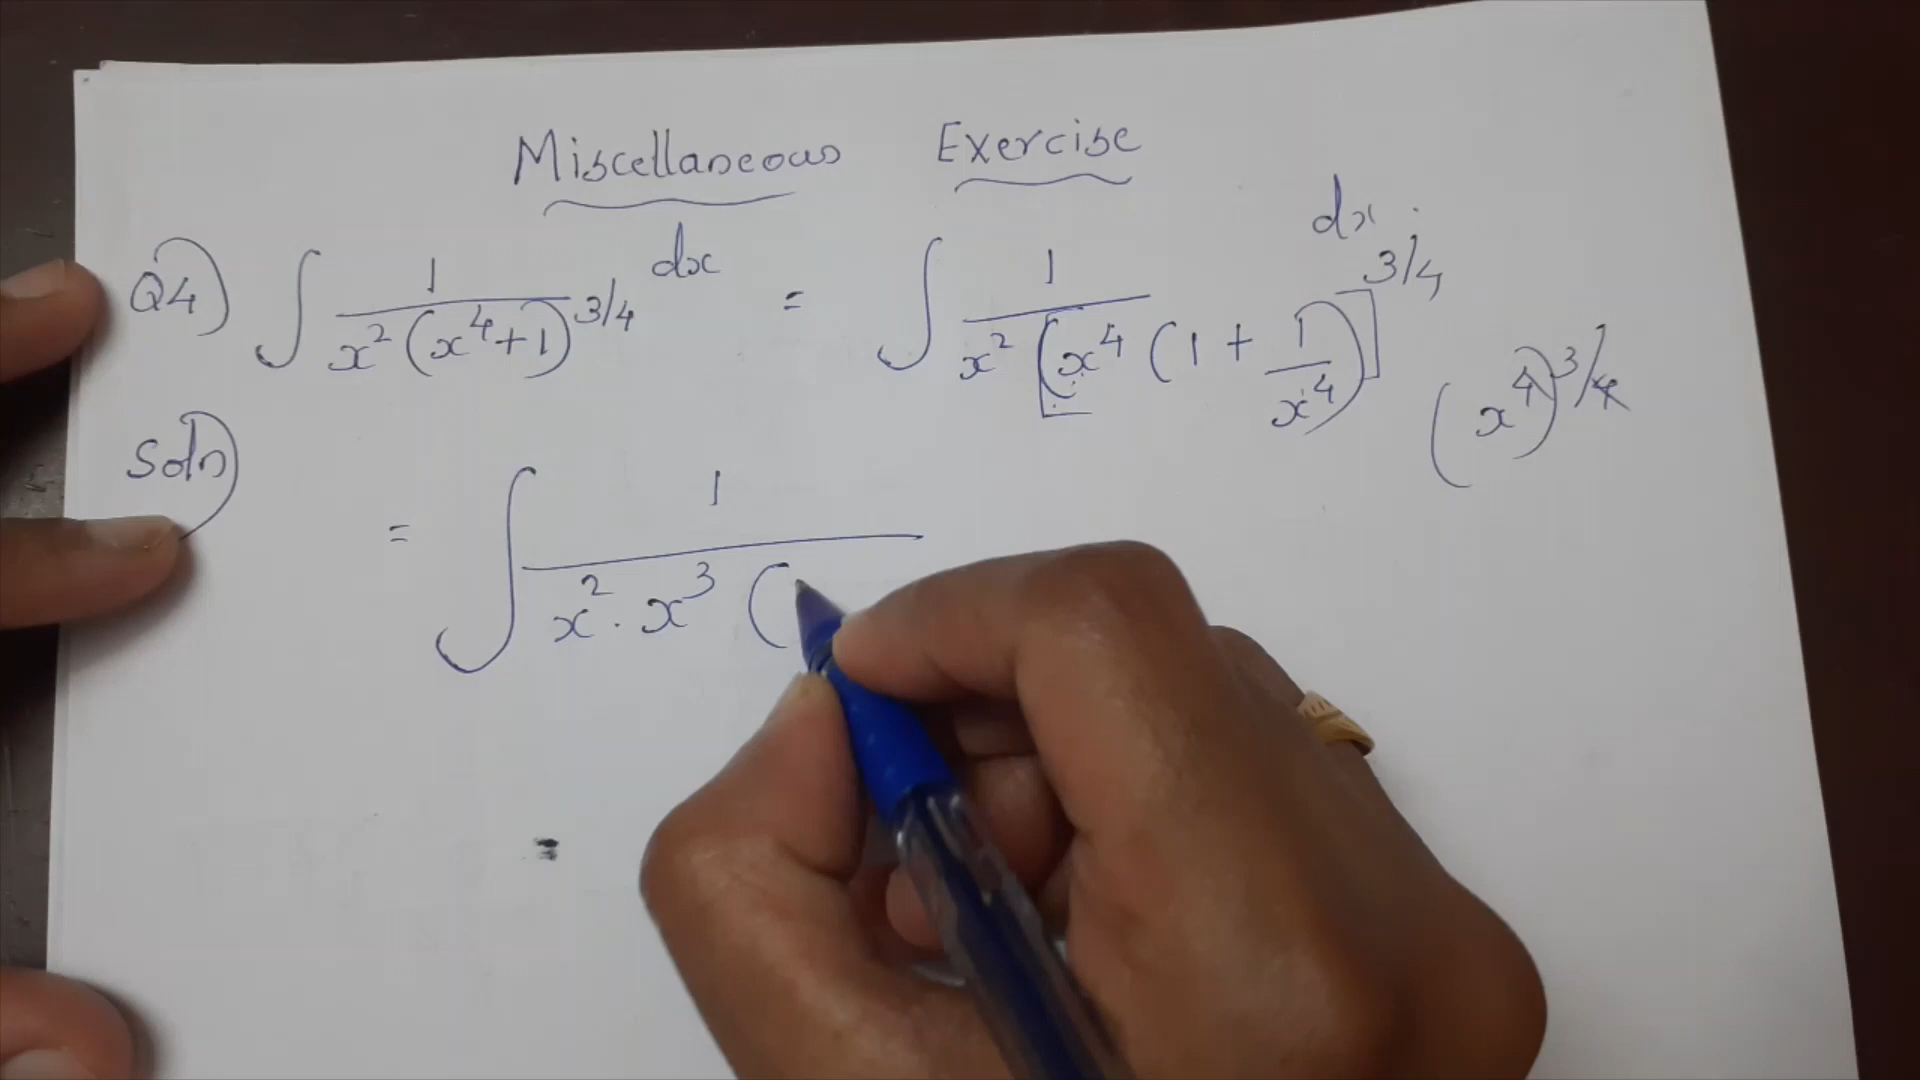 Miscellaneous Exercise
Q4) ∫ 1 / x² (x⁴+1)^3/4 dx = ∫ 1 / x² [x⁴ (1 + 1/x⁴)]^3/4 dx
(x⁴)^3/4
Soln)
= ∫ 1 / x² . x³ (
=